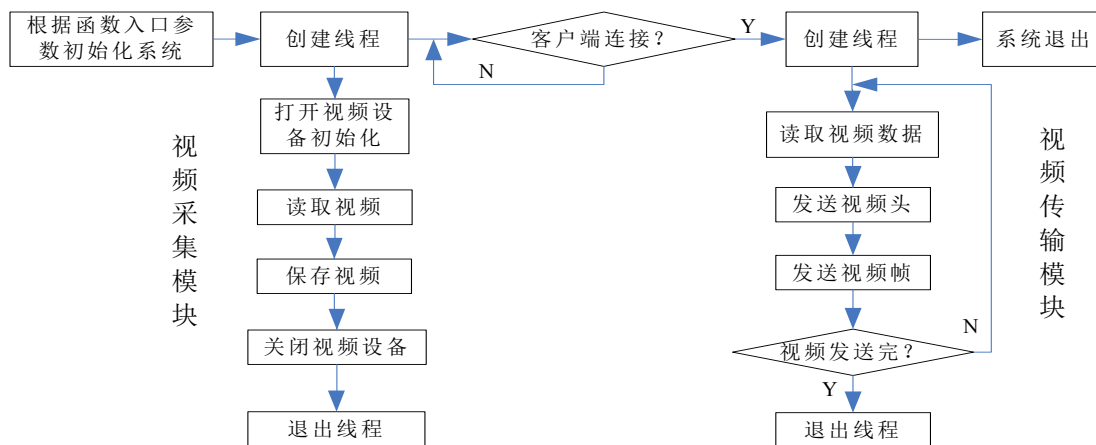 根据函数入口参
数初始化系统
创建线程
客户端连接?
Y
创建线程
系统退出
N
打开视频设
备初始化
读取视频
保存视频
关闭视频设备
退出线程
视频采集模块
读取视频数据
发送视频头
发送视频帧
视频发送完?
N
Y
退出线程
视频传输模块